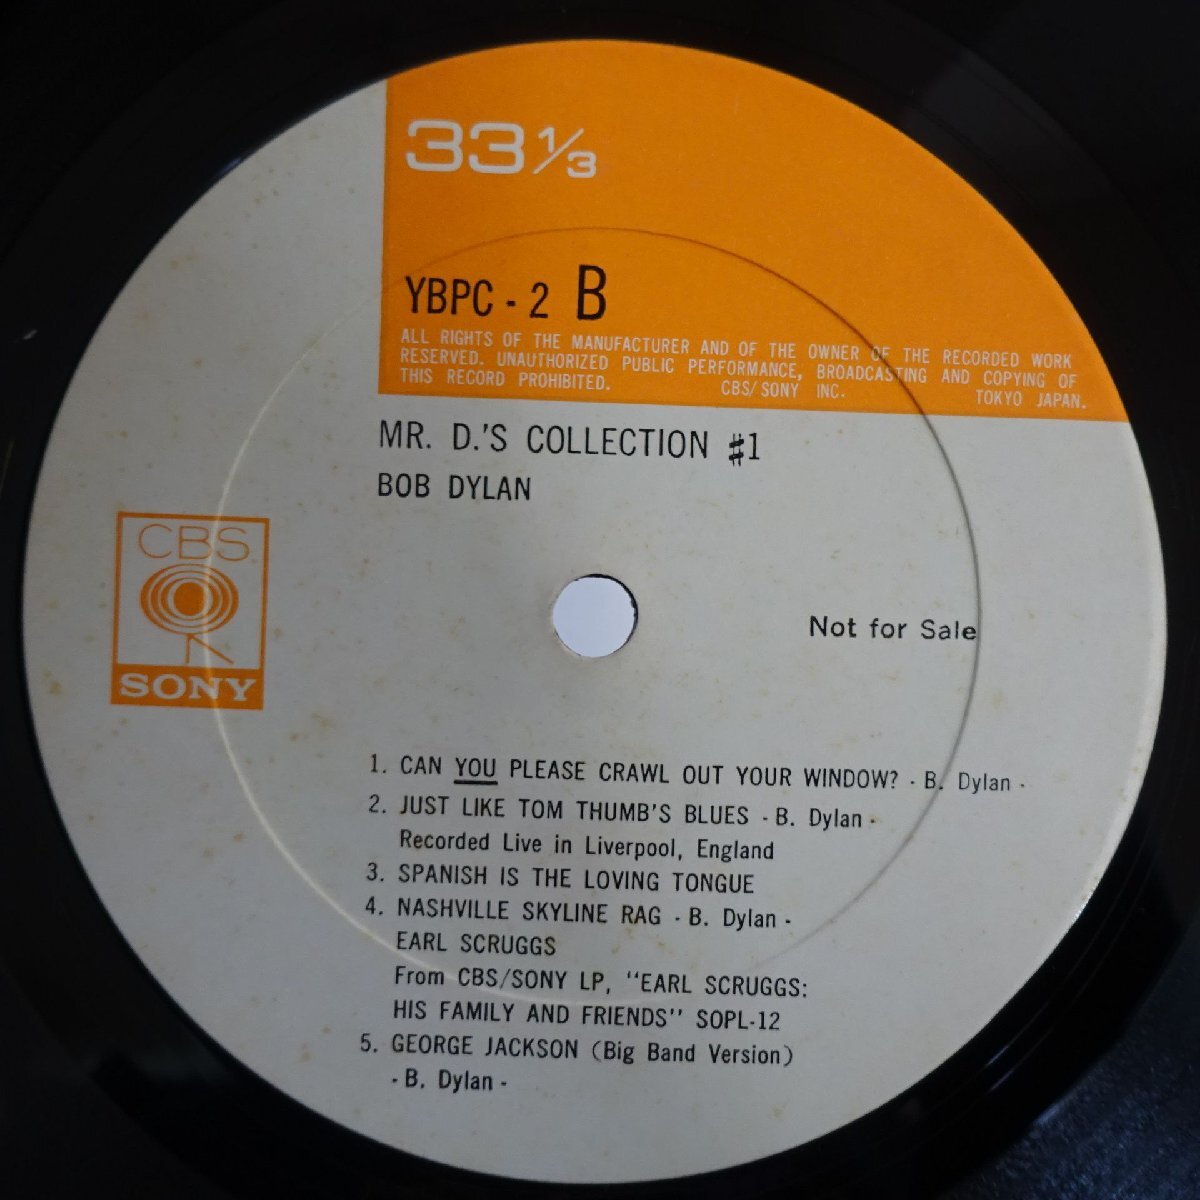 33 1/3
YBPC - 2 B
ALL RIGHTS OF THE MANUFACTURER AND OF THE OWNER OF THE RECORDED WORK
RESERVED. UNAUTHORIZED PUBLIC PERFORMANCE, BROADCASTING AND COPYING OF
THIS RECORD PROHIBITED. CBS/SONY INC. TOKYO JAPAN.
MR. D.'S COLLECTION #1
BOB DYLAN
CBS
SONY
Not for Sale
1. CAN YOU PLEASE CRAWL OUT YOUR WINDOW? - B. Dylan -
2. JUST LIKE TOM THUMB'S BLUES - B. Dylan -
Recorded Live in Liverpool, England
3. SPANISH IS THE LOVING TONGUE
4. NASHVILLE SKYLINE RAG - B. Dylan -
EARL SCRUGGS
From CBS/SONY LP, "EARL SCRUGGS:
HIS FAMILY AND FRIENDS" SOPL-12
5. GEORGE JACKSON (Big Band Version)
- B. Dylan -